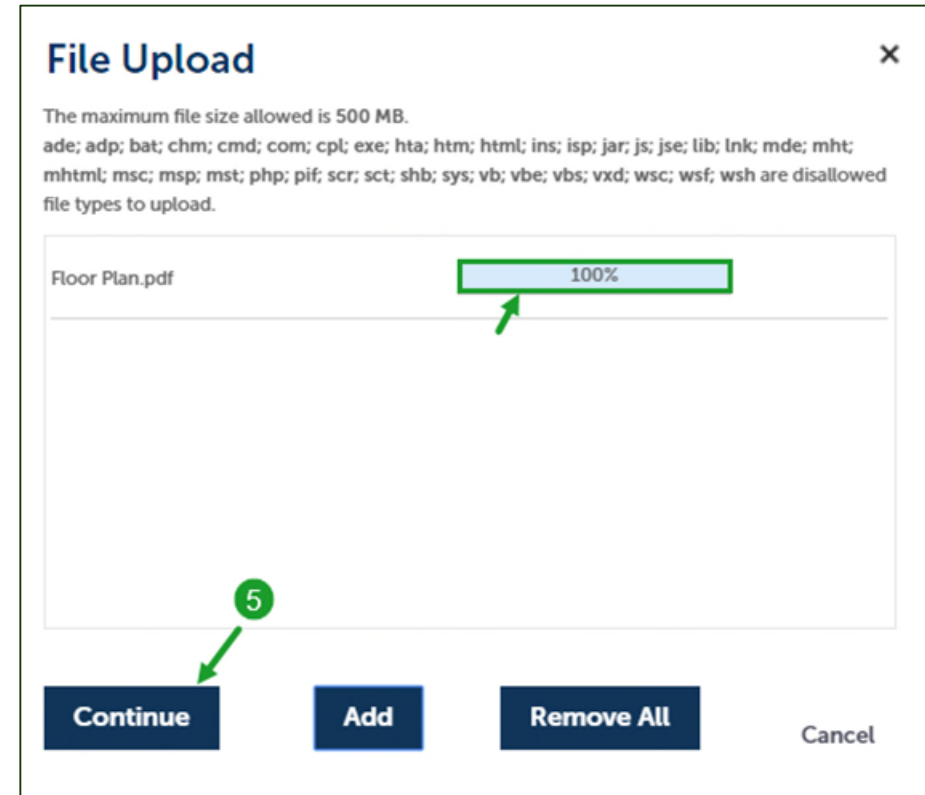 File Upload
The maximum file size allowed is 500 MB.
ade; adp; bat; chm; cmd; com; cpl; exe; hta; htm; html; ins; isp; jar; js; jse; lib; lnk; mde; mht;
mhtml; msc; msp; mst; php; pif; scr; sct; shb; sys; vb; vbe; vbs; vxd; wsc; wsf; wsh are disallowed
file types to upload.
Floor Plan.pdf 100%
5
Continue Add Remove All Cancel